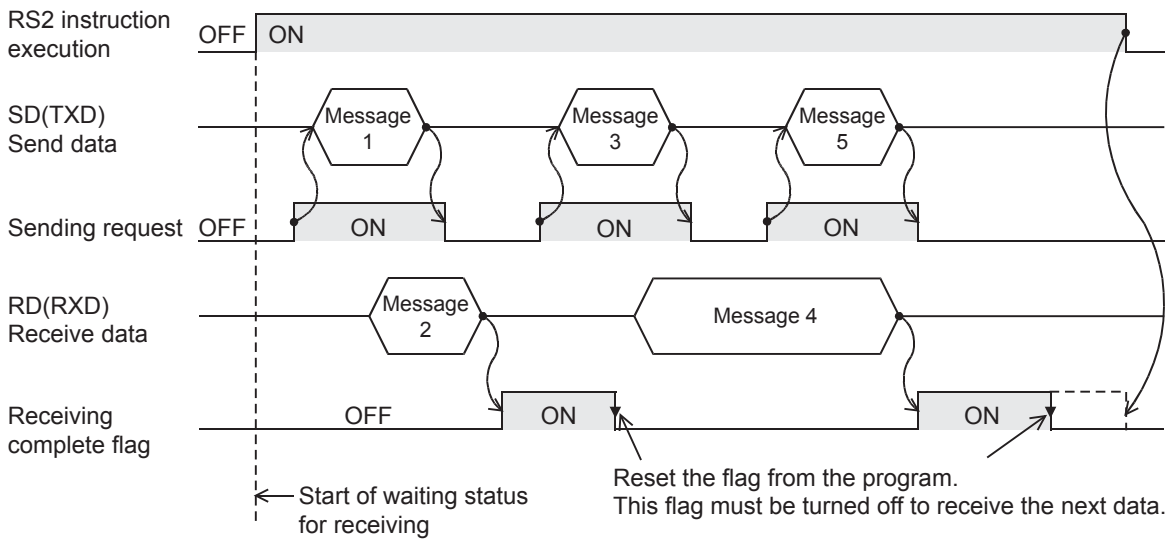 RS2 instruction
execution
OFF
ON
SD(TXD)
Send data
Message
1
Message
3
Message
5
Sending request
OFF
ON
ON
ON
RD(RXD)
Receive data
Message
2
Message 4
Receiving
complete flag
OFF
ON
ON
Start of waiting status
for receiving
Reset the flag from the program.
This flag must be turned off to receive the next data.